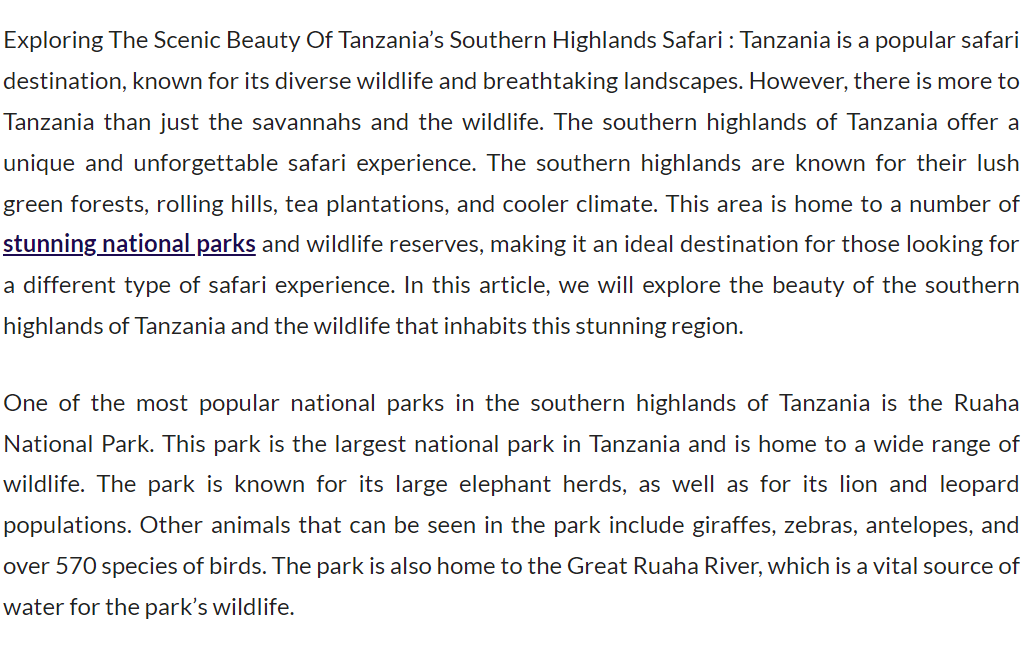 Exploring The Scenic Beauty Of Tanzania’s Southern Highlands Safari : Tanzania is a popular safari
destination, known for its diverse wildlife and breathtaking landscapes. However, there is more to
Tanzania than just the savannahs and the wildlife. The southern highlands of Tanzania offer a
unique and unforgettable safari experience. The southern highlands are known for their lush
green forests, rolling hills, tea plantations, and cooler climate. This area is home to a number of
stunning national parks and wildlife reserves, making it an ideal destination for those looking for
a different type of safari experience. In this article, we will explore the beauty of the southern
highlands of Tanzania and the wildlife that inhabits this stunning region.
One of the most popular national parks in the southern highlands of Tanzania is the Ruaha
National Park. This park is the largest national park in Tanzania and is home to a wide range of
wildlife. The park is known for its large elephant herds, as well as for its lion and leopard
populations. Other animals that can be seen in the park include giraffes, zebras, antelopes, and
over 570 species of birds. The park is also home to the Great Ruaha River, which is a vital source of
water for the park’s wildlife.